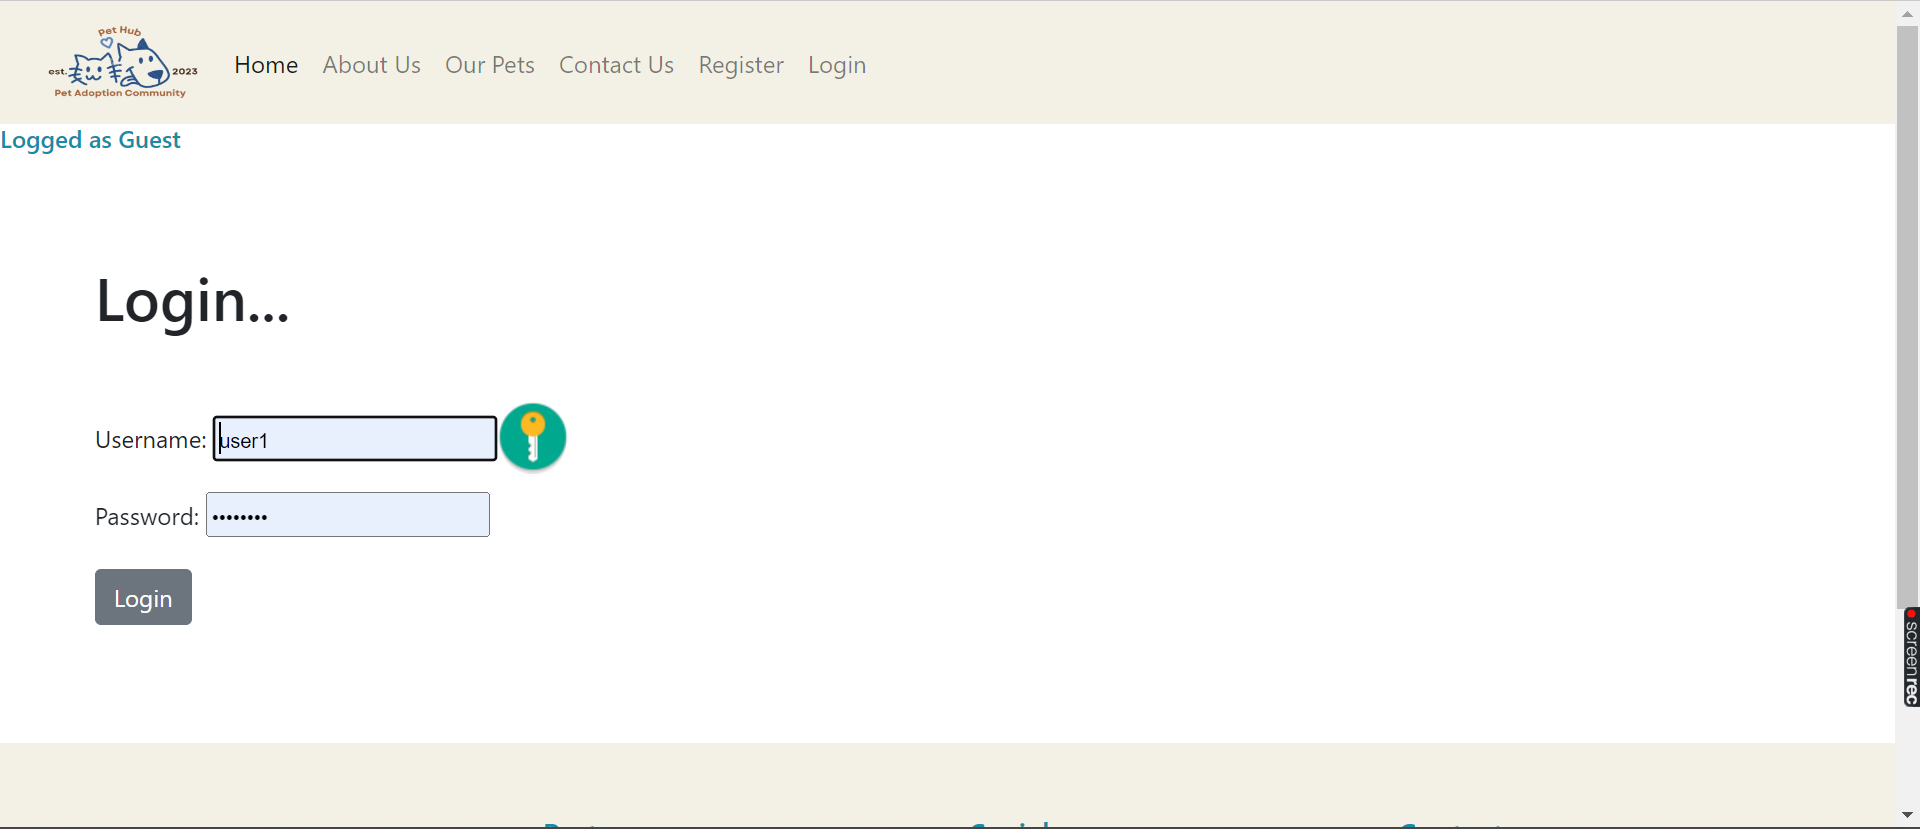 Pet Hub
est. 2023
Pet Adoption Community
Home About Us Our Pets Contact Us Register Login
Logged as Guest
Login...
Username: user1
Password: ••••••••
Login
screenrec